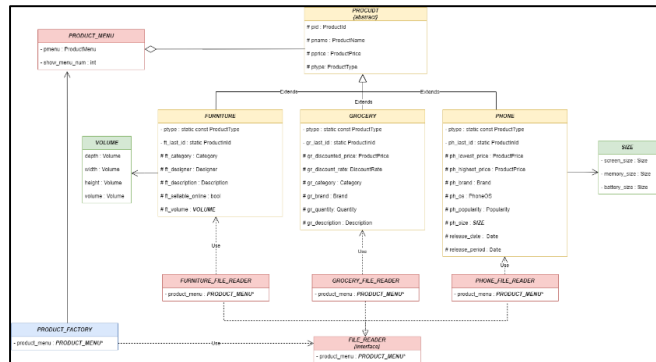 PROCUDT
{abstract}
# pid : ProductId
# pname : ProductName
# pprice : ProductPrice
# ptype: ProductType
PRODUCT_MENU
- pmenu : ProductMenu
- show_menu_num : int
Extends
Extends
Extends
FURNITURE
- ptype : static const ProductType
- ft_last_id : static ProductInid
# ft_category : Category
# ft_designer : Designer
# ft_description : Description
# ft_sellable_online : bool
# ft_volume : VOLUME
GROCERY
- ptype : static const ProductType
- gr_last_id : static ProductInid
# gr_discounted_price : ProductPrice
# gr_discount_rate: DiscountRate
# gr_category : Category
# gr_brand : Brand
# gr_quantity: Quantity
# gr_description : Description
PHONE
- ptype : static const ProductType
- ph_last_id : static ProductInid
# ph_lowest_price : ProductPrice
# ph_highest_price : ProductPrice
# ph_brand : Brand
# ph_os : PhoneOS
# ph_popularity : Popularity
# ph_size : SIZE
# release_date : Date
# release_period : Date
VOLUME
depth : Volume
width : Volume
height : Volume
volume : Volume
SIZE
- screen_size : Size
- memory_size : Size
- battery_size : Size
Use
Use
Use
FURNITURE_FILE_READER
- product_menu : PRODUCT_MENU*
GROCERY_FILE_READER
- product_menu : PRODUCT_MENU*
PHONE_FILE_READER
- product_menu : PRODUCT_MENU*
PRODUCT_FACTORY
- product_menu : PRODUCT_MENU*
Use
FILE_READER
{interface}
# product_menu : PRODUCT_MENU*